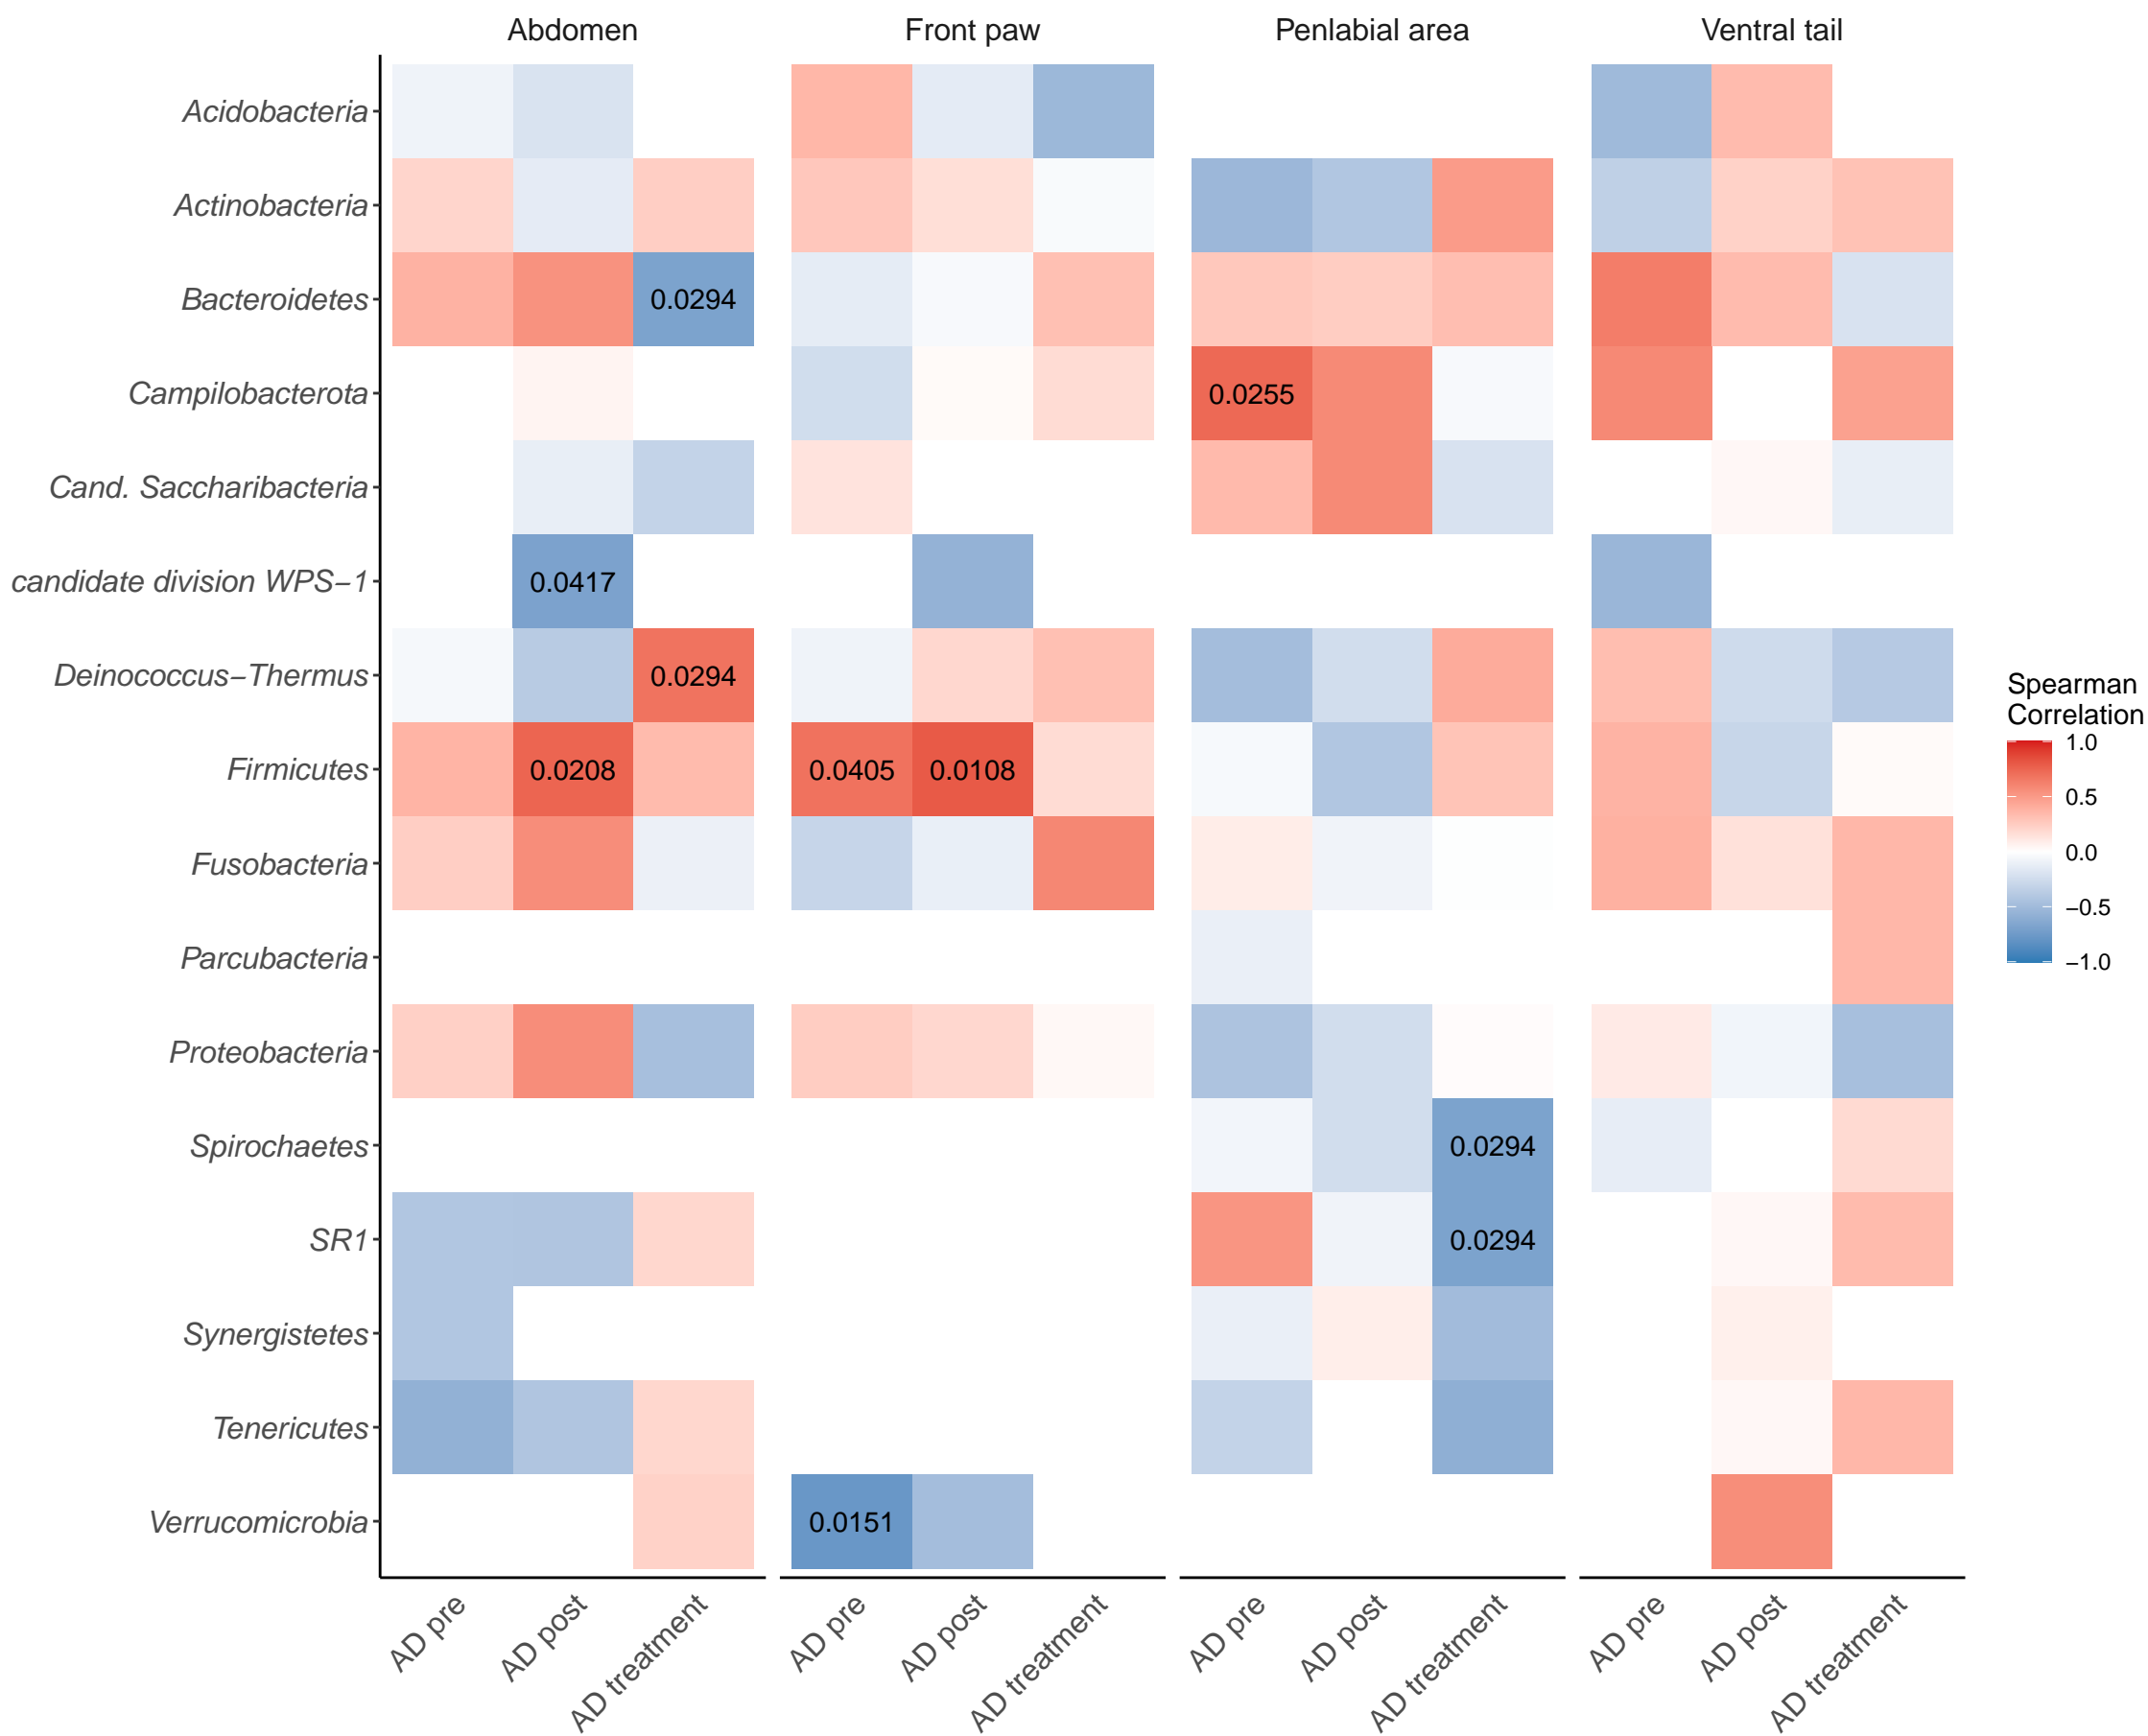 Abdomen Front paw Penlabial area Ventral tail
Acidobacteria
Actinobacteria
Bacteroidetes 0.0294
Campilobacterota 0.0255
Cand. Saccharibacteria
candidate division WPS−1 0.0417
Deinococcus−Thermus 0.0294
Firmicutes 0.0208 0.0405 0.0108
Fusobacteria
Parcubacteria
Proteobacteria
Spirochaetes 0.0294
SR1 0.0294
Synergistetes
Tenericutes
Verrucomicrobia 0.0151
AD pre AD post AD treatment AD pre AD post AD treatment AD pre AD post AD treatment AD pre AD post AD treatment
Spearman
Correlation
1.0
0.5
0.0
−0.5
−1.0